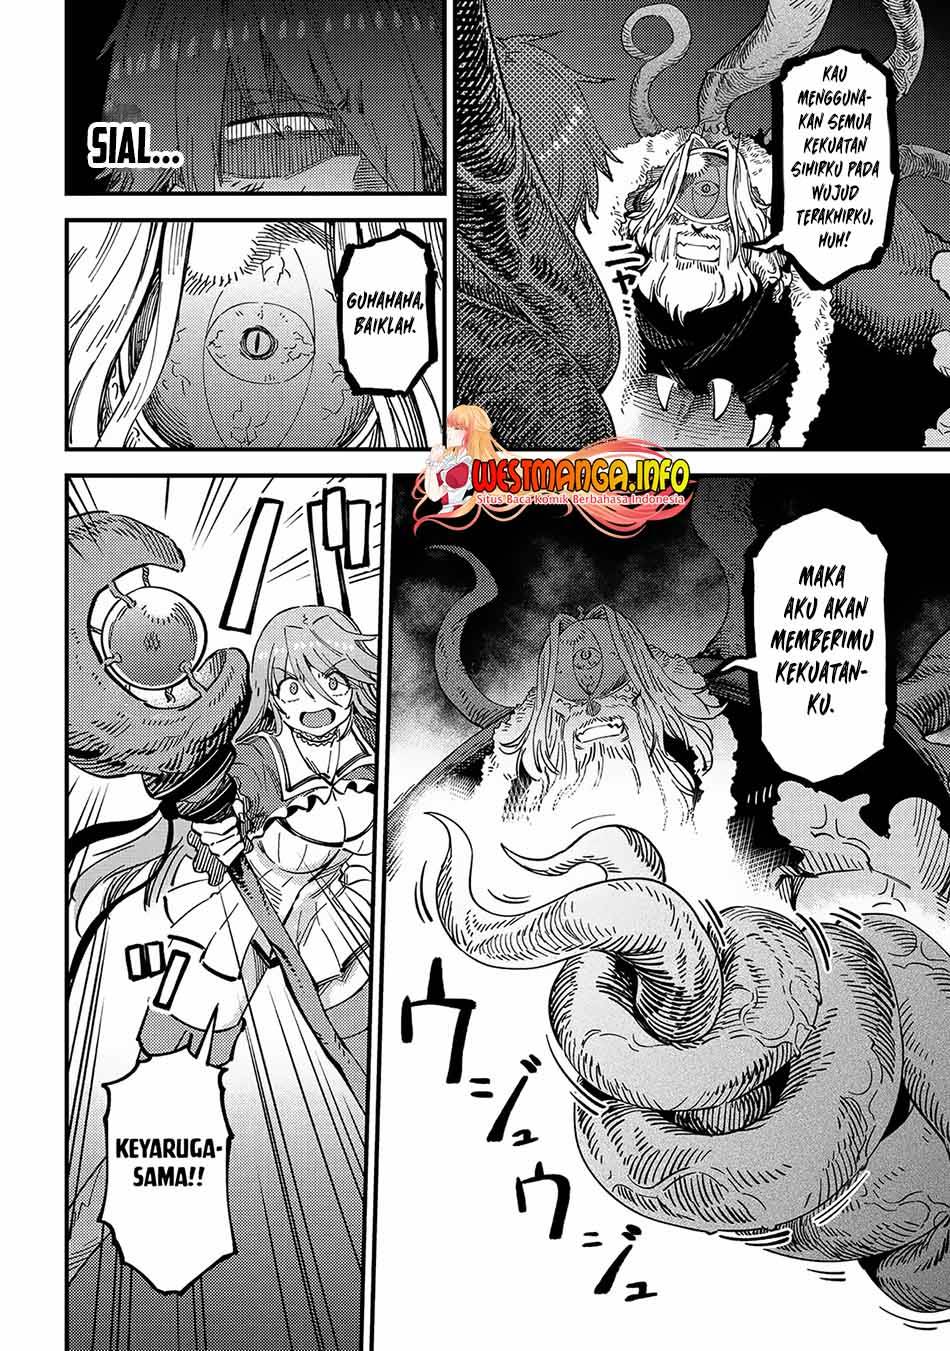 KAU
MENGGUNA-
KAN SEMUA
KEKUATAN
SIHIRKU PADA
WUJUD
TERAKHIRKU,
HUH!
ニヤ…
SIAL...
GUHAHAHA,
BAIKLAH.
WESTMANGA.INFO
Situs Baca Komik Berbahasa Indonesia
MAKA
AKU AKAN
MEMBERIMU
KEKUATAN-
KU.
ウジュ
ウジュ
KEYARUGA-
SAMA!!